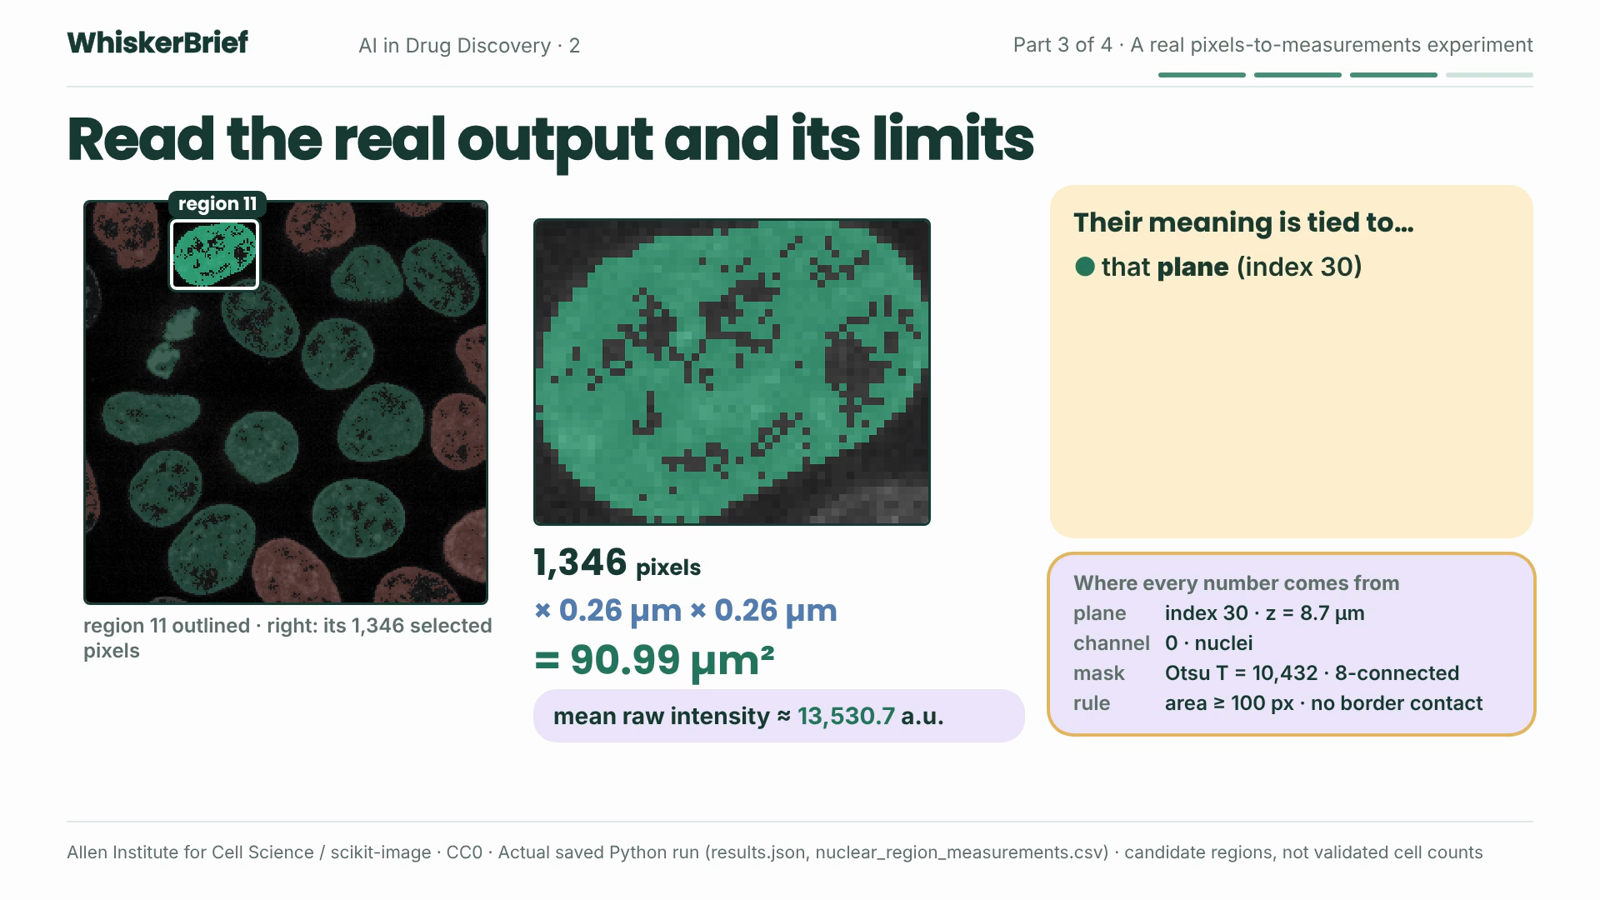 WhiskerBrief
AI in Drug Discovery · 2
Part 3 of 4 · A real pixels-to-measurements experiment
Read the real output and its limits
region 11
region 11 outlined · right: its 1,346 selected
pixels
1,346 pixels
× 0.26 µm × 0.26 µm
= 90.99 µm²
mean raw intensity ≈ 13,530.7 a.u.
Their meaning is tied to…
that plane (index 30)
Where every number comes from
plane index 30 · z = 8.7 µm
channel 0 · nuclei
mask Otsu T = 10,432 · 8-connected
rule area ≥ 100 px · no border contact
Allen Institute for Cell Science / scikit-image · CC0 · Actual saved Python run (results.json, nuclear_region_measurements.csv) · candidate regions, not validated cell counts